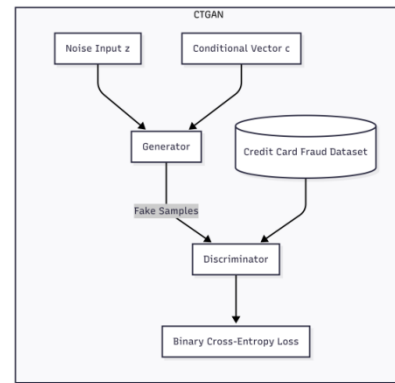 CTGAN
Noise Input z
Conditional Vector c
Generator
Credit Card Fraud Dataset
Fake Samples
Discriminator
Binary Cross-Entropy Loss